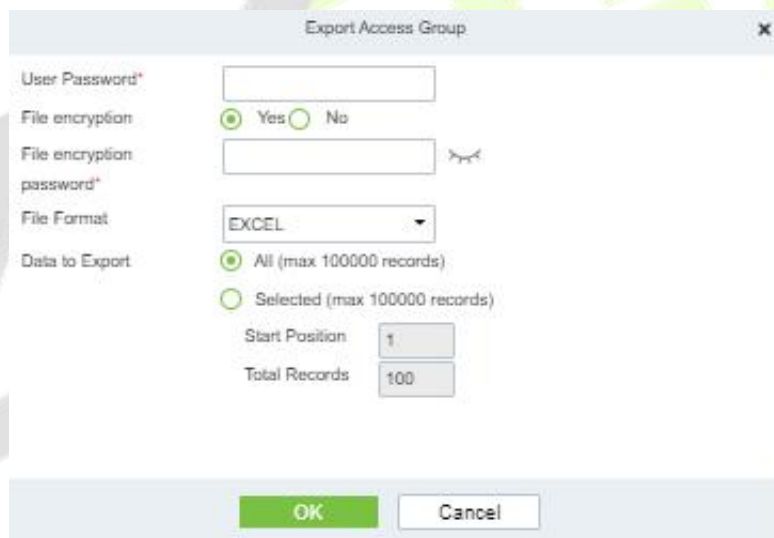 Export Access Group
User Password*
File encryption Yes No
File encryption
password*
File Format EXCEL
Data to Export All (max 100000 records)
Selected (max 100000 records)
Start Position 1
Total Records 100
OK Cancel